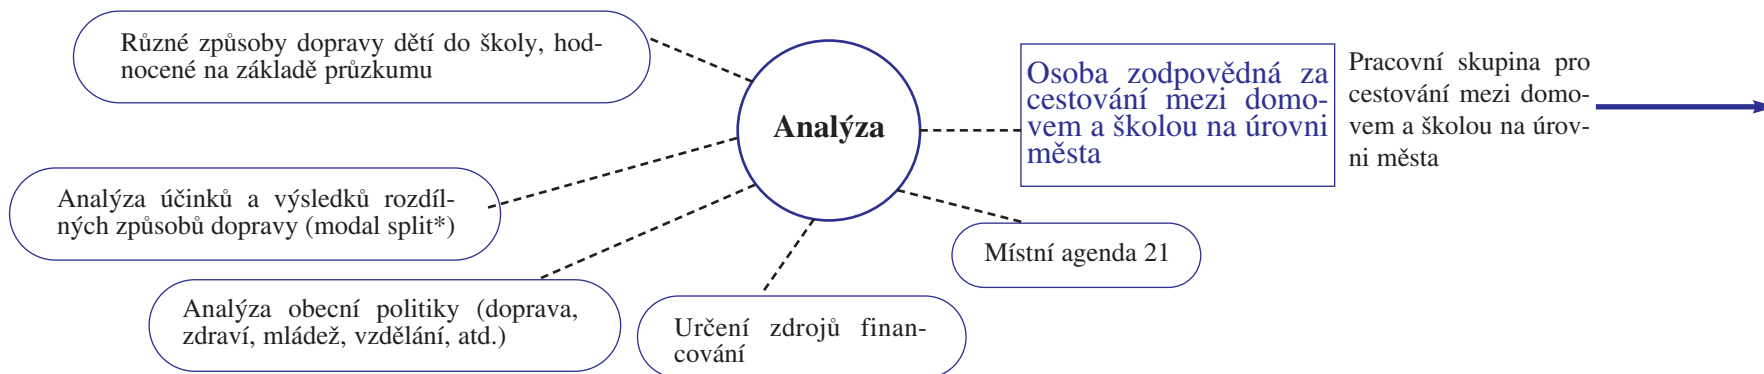 Různé způsoby dopravy dětí do školy, hod-
nocené na základě průzkumu
Analýza
Osoba zodpovědná za
cestování mezi domo-
vem a školou na úrovni
města
Pracovní skupina pro
cestování mezi domo-
vem a školou na úrov-
ni města
Analýza účinků a výsledků rozdíl-
ných způsobů dopravy (modal split*)
Místní agenda 21
Analýza obecní politiky (doprava,
zdraví, mládež, vzdělání, atd.)
Určení zdrojů finan-
cování